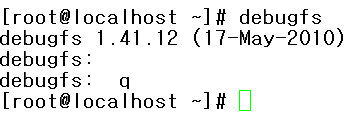 [root@localhost ~]# debugfs
debugfs 1.41.12 (17-May-2010)
debugfs:
debugfs:  q
[root@localhost ~]#